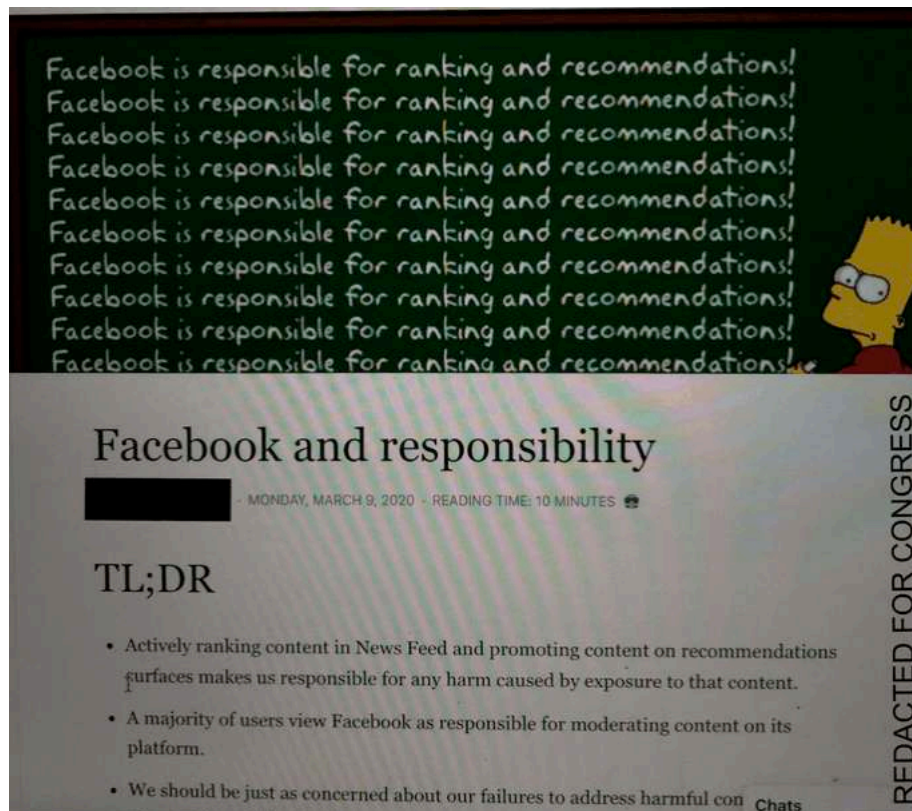 Facebook is responsible for ranking and recommendations!
Facebook is responsible for ranking and recommendations!
Facebook is responsible for ranking and recommendations!
Facebook is responsible for ranking and recommendations!
Facebook is responsible for ranking and recommendations!
Facebook is responsible for ranking and recommendations!
Facebook is responsible for ranking and recommendations!
Facebook is responsible for ranking and recommendations!
Facebook is responsible for ranking and recommendations!
Facebook is responsible for ranking and recommendations!
Facebook and responsibility
- MONDAY, MARCH 9, 2020 - READING TIME: 10 MINUTES
TL;DR
• Actively ranking content in News Feed and promoting content on recommendations
surfaces makes us responsible for any harm caused by exposure to that content.
• A majority of users view Facebook as responsible for moderating content on its
platform.
• We should be just as concerned about our failures to address harmful con
Chats
REDACTED FOR CONGRESS